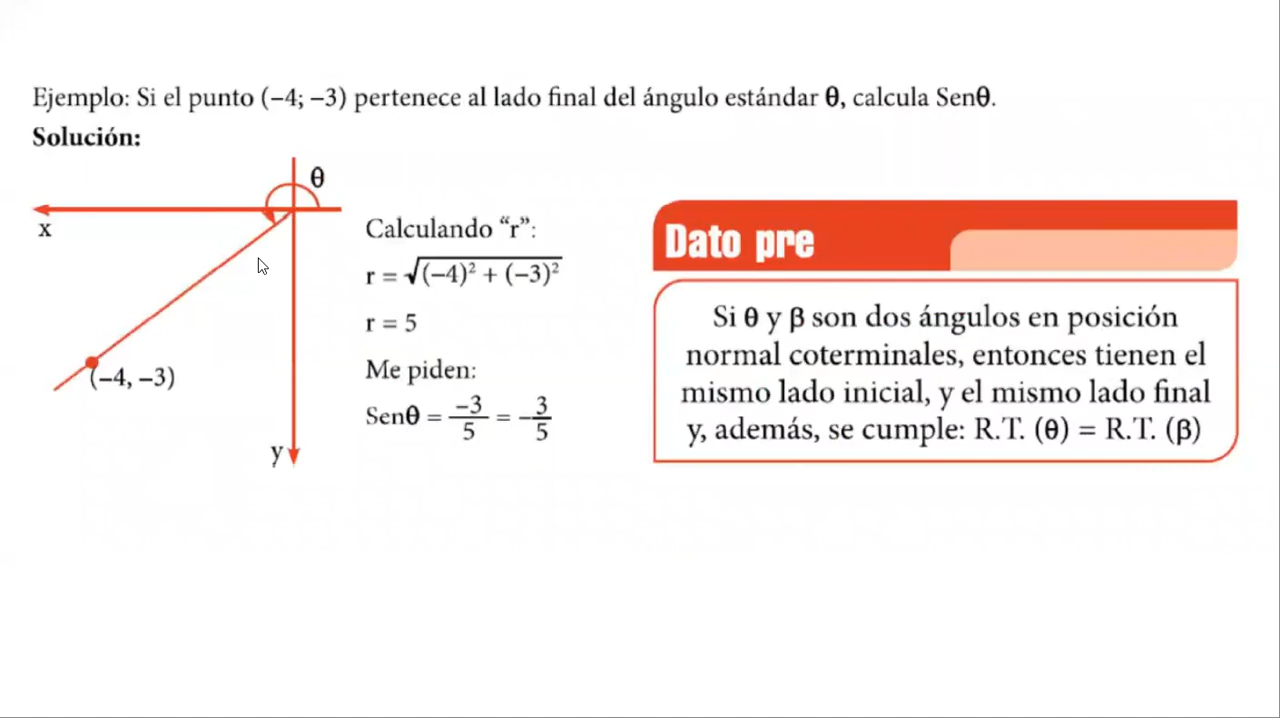 Ejemplo: Si el punto (−4; −3) pertenece al lado final del ángulo estándar θ, calcula Senθ.
Solución:
θ
x
(−4, −3)
y
Calculando “r”:
r = √(−4)² + (−3)²
r = 5
Me piden:
Senθ = −3/5 = −3/5
Dato pre
Si θ y β son dos ángulos en posición
normal coterminales, entonces tienen el
mismo lado inicial, y el mismo lado final
y, además, se cumple: R.T. (θ) = R.T. (β)